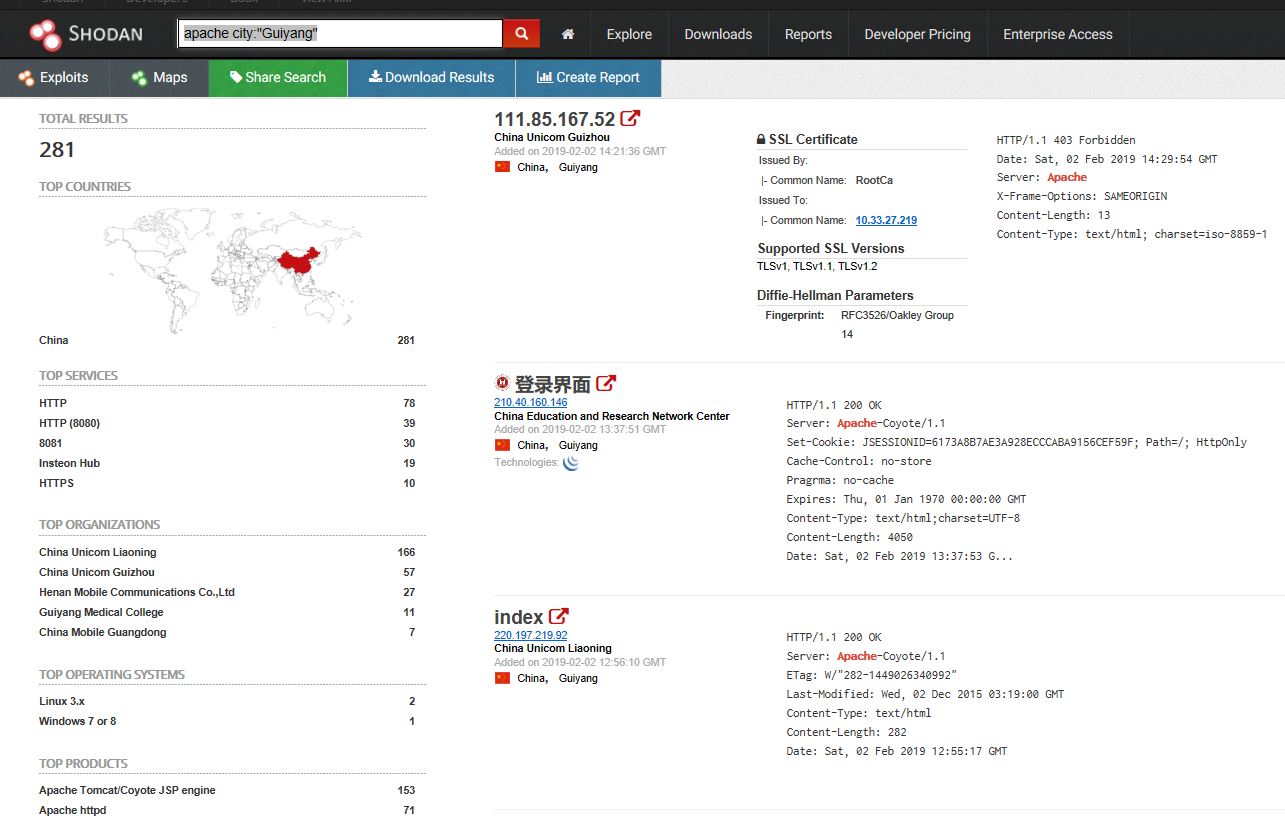 Shodan Developers Book View All...
SHODAN
apache city:"Guiyang"
Explore Downloads Reports Developer Pricing Enterprise Access
Exploits Maps Share Search Download Results Create Report
TOTAL RESULTS
281
TOP COUNTRIES
China 281
TOP SERVICES
HTTP 78
HTTP (8080) 39
8081 30
Insteon Hub 19
HTTPS 10
TOP ORGANIZATIONS
China Unicom Liaoning 166
China Unicom Guizhou 57
Henan Mobile Communications Co.,Ltd 27
Guiyang Medical College 11
China Mobile Guangdong 7
TOP OPERATING SYSTEMS
Linux 3.x 2
Windows 7 or 8 1
TOP PRODUCTS
Apache Tomcat/Coyote JSP engine 153
Apache httpd 71
111.85.167.52
China Unicom Guizhou
Added on 2019-02-02 14:21:36 GMT
China, Guiyang
SSL Certificate
Issued By:
|- Common Name: RootCa
Issued To:
|- Common Name: 10.33.27.219
Supported SSL Versions
TLSv1, TLSv1.1, TLSv1.2
Diffie-Hellman Parameters
Fingerprint: RFC3526/Oakley Group
14
HTTP/1.1 403 Forbidden
Date: Sat, 02 Feb 2019 14:29:54 GMT
Server: Apache
X-Frame-Options: SAMEORIGIN
Content-Length: 13
Content-Type: text/html; charset=iso-8859-1
登录界面
210.40.160.146
China Education and Research Network Center
Added on 2019-02-02 13:37:51 GMT
China, Guiyang
Technologies:
HTTP/1.1 200 OK
Server: Apache-Coyote/1.1
Set-Cookie: JSESSIONID=6173A8B7AE3A928ECCCABA9156CEF59F; Path=/; HttpOnly
Cache-Control: no-store
Pragrma: no-cache
Expires: Thu, 01 Jan 1970 00:00:00 GMT
Content-Type: text/html;charset=UTF-8
Content-Length: 4050
Date: Sat, 02 Feb 2019 13:37:53 G...
index
220.197.219.92
China Unicom Liaoning
Added on 2019-02-02 12:56:10 GMT
China, Guiyang
HTTP/1.1 200 OK
Server: Apache-Coyote/1.1
ETag: W/"282-1449026340992"
Last-Modified: Wed, 02 Dec 2015 03:19:00 GMT
Content-Type: text/html
Content-Length: 282
Date: Sat, 02 Feb 2019 12:55:17 GMT